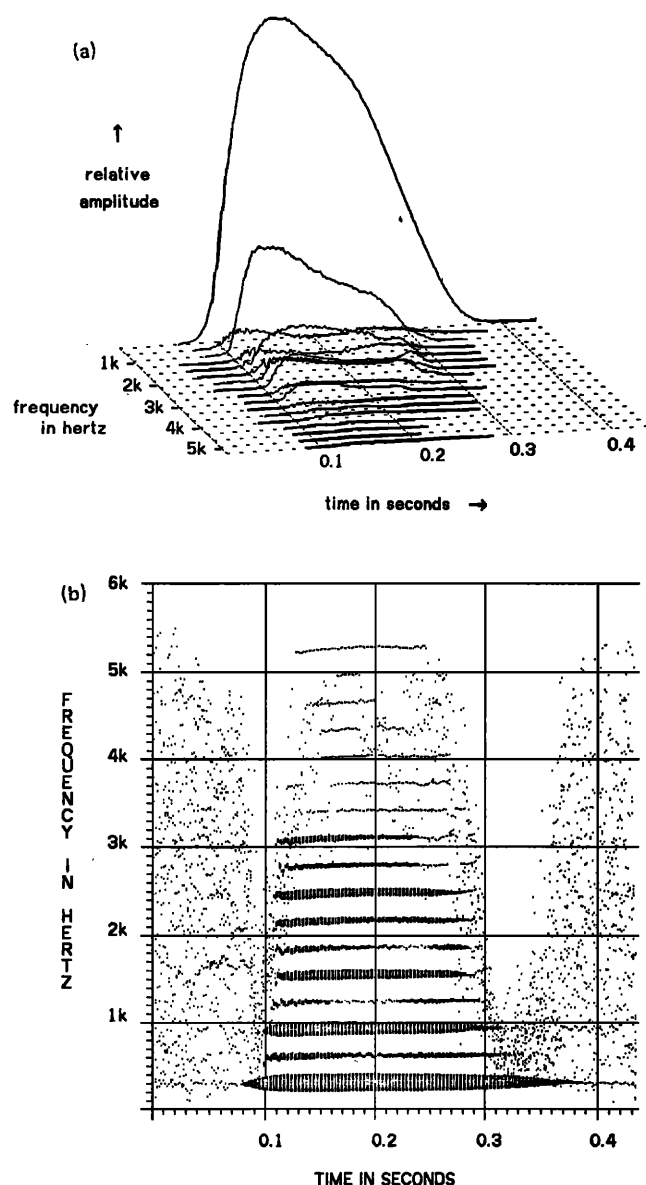 (a)
↑
relative
amplitude
1k
2k
3k
4k
5k
frequency
in hertz
0.1
0.2
0.3
0.4
time in seconds →
(b)
6k
5k
4k
3k
2k
1k
FREQUENCY IN HERTZ
0.1
0.2
0.3
0.4
TIME IN SECONDS